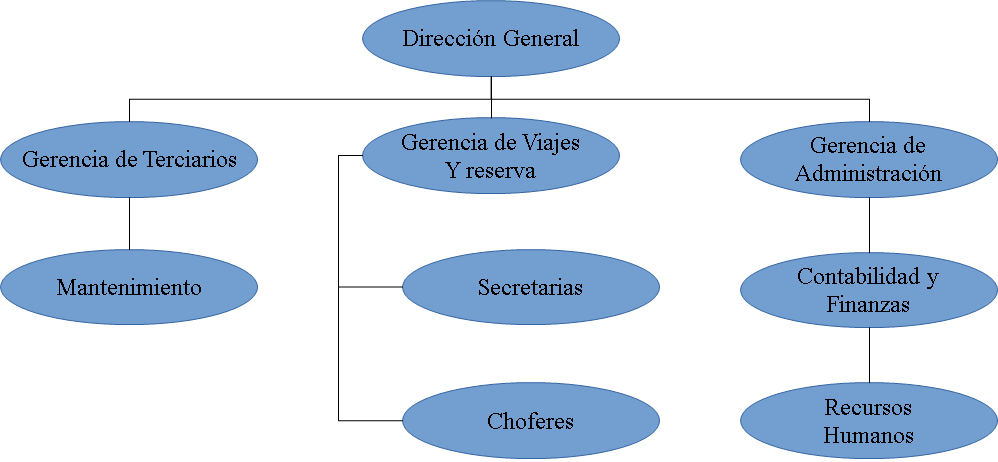 Dirección General
Gerencia de Terciarios
Gerencia de Viajes
Y reserva
Gerencia de
Administración
Mantenimiento
Secretarias
Contabilidad y
Finanzas
Choferes
Recursos
Humanos